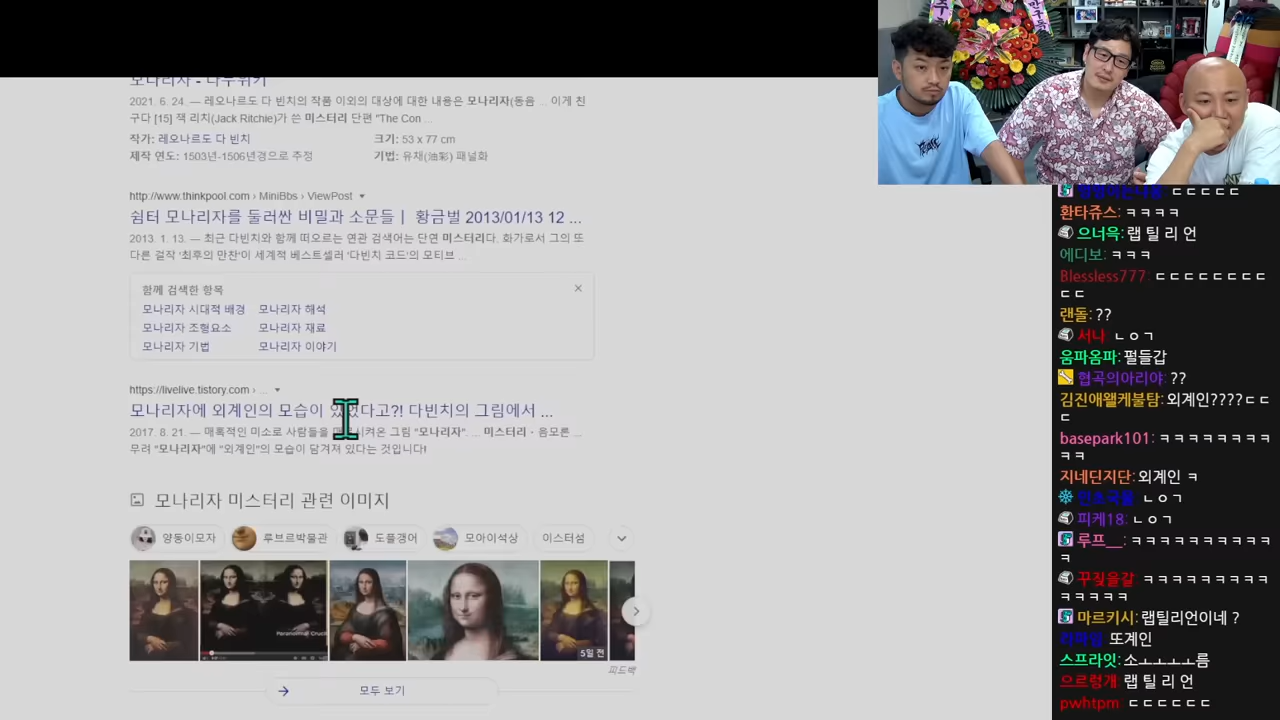 모나리자 - 나무위키
2021. 6. 24. — 레오나르도 다 빈치의 작품 이외의 대상에 대한 내용은 모나리자(동음 ... 이게 친
구다 [15] 잭 리치(Jack Ritchie)가 쓴 미스터리 단편 "The Con ...
작가: 레오나르도 다 빈치 크기: 53 x 77 cm
제작 연도: 1503년-1506년경으로 추정 기법: 유채(油彩) 패널화
http://www.thinkpool.com › MiniBbs › ViewPost
쉼터 모나리자를 둘러싼 비밀과 소문들 | 황금벌 2013/01/13 12 ...
2013. 1. 13. — 최근 다빈치와 함께 떠오르는 연관 검색어는 단연 미스터리다. 화가로서 그의 또
다른 걸작 '최후의 만찬'이 세계적 베스트셀러 '다빈치 코드'의 모티브 ...
함께 검색한 항목
모나리자 시대적 배경 모나리자 해석
모나리자 조형요소 모나리자 재료
모나리자 기법 모나리자 이야기
https://livelive.tistory.com › ...
모나리자에 외계인의 모습이 있었다고?! 다빈치의 그림에서 ...
2017. 8. 21. — 매혹적인 미소로 사람들을 시켜온 그림 "모나리자". ... 미스터리 · 음모론 ...
무려 "모나리자"에 "외계인"의 모습이 담겨져 있다는 것입니다!
모나리자 미스터리 관련 이미지
양동이모자 루브르박물관 도플갱어 모아이석상 이스터섬
Paranormal Cruci
5일 전
피드백
모두 보기
ㄷㄷㄷㄷㄷ
환타쥬스: ㅋㅋㅋㅋ
으너윽: 랩 틸 리 언
에디보: ㅋㅋㅋ
Blessless777: ㄷㄷㄷㄷㄷㄷㄷㄷ
ㄷㄷ
랜돌: ??
서니: ㄴㅇㄱ
움파옴파: 펄들갑
협곡의아리야: ??
김진애왤케불탐: 외계인????ㄷㄷ
ㄷ
basepark101: ㅋㅋㅋㅋㅋㅋㅋㅋㅋ
ㅋㅋ
지네딘지단: 외계인 ㅋ
ㄴㅇㄱ
피케18: ㄴㅇㄱ
루프__: ㅋㅋㅋㅋㅋㅋㅋㅋㅋㅋㅋ
ㅋ
꾸짖을갈: ㅋㅋㅋㅋㅋㅋㅋㅋㅋ
ㅋㅋㅋㅋㅋ
마르키시: 랩틸리언이네 ?
또계인
스프라잇: 소ㅗㅗㅗㅗ름
으르렁개: 랩 틸 리 언
pwhtpm: ㄷㄷㄷㄷㄷㄷ